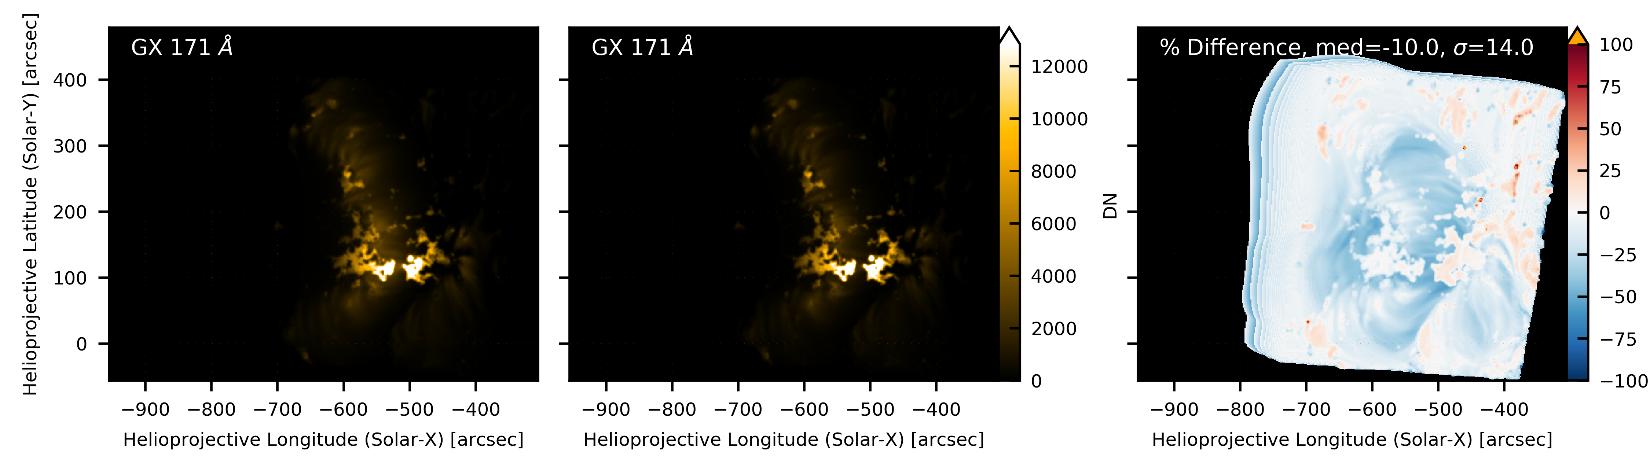 GX 171 Å
GX 171 Å
% Difference, med=-10.0, σ=14.0
Helioprojective Latitude (Solar-Y) [arcsec]
400
300
200
100
0
−900 −800 −700 −600 −500 −400
Helioprojective Longitude (Solar-X) [arcsec]
−900 −800 −700 −600 −500 −400
Helioprojective Longitude (Solar-X) [arcsec]
12000
10000
8000
6000
4000
2000
0
DN
−900 −800 −700 −600 −500 −400
Helioprojective Longitude (Solar-X) [arcsec]
100
75
50
25
0
−25
−50
−75
−100